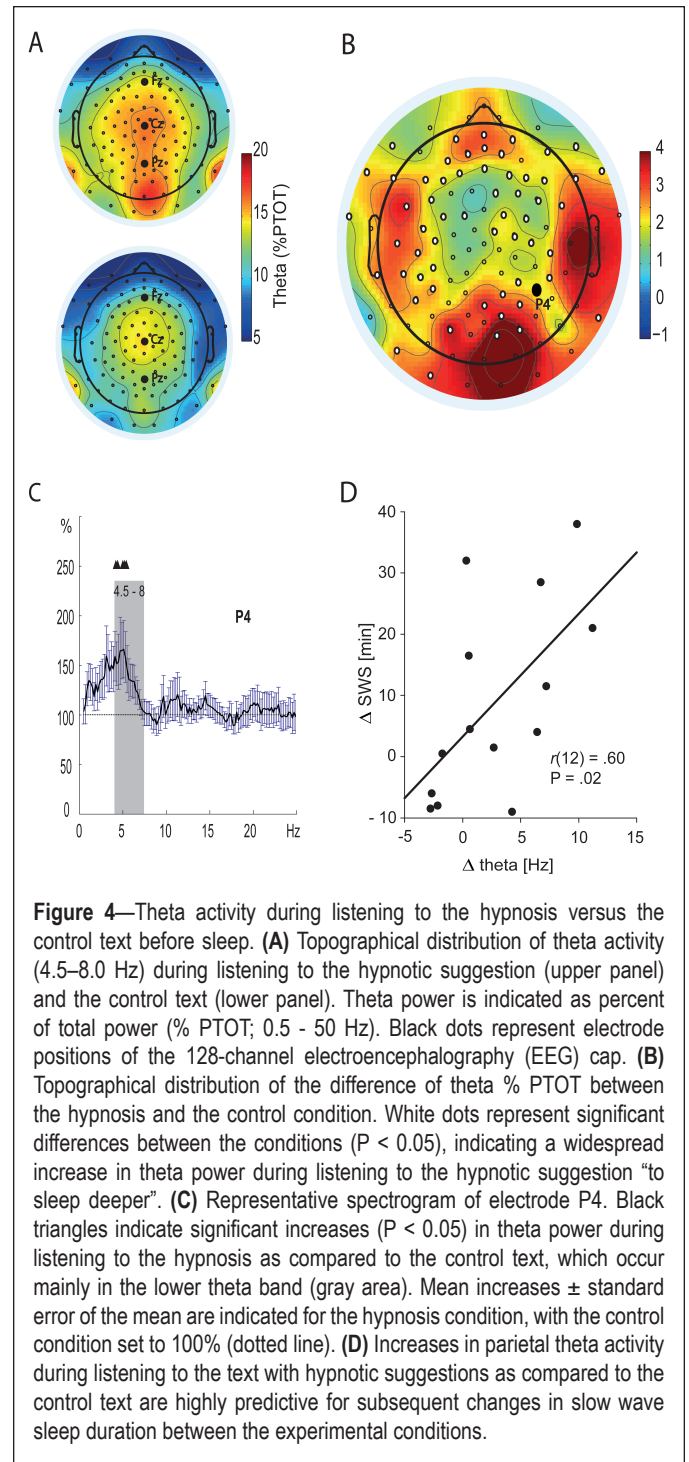 A
B
Fz
Cz
Pz
20
15
10
5
Theta (%PTOT)
Fz
Cz
Pz
P4
4
3
2
1
0
−1
C
%
250
200
150
100
50
0
4.5 - 8
P4
0
5
10
15
20
Hz
D
Δ SWS [min]
40
30
20
10
0
- 10
r(12) = .60
P = .02
-5
0
5
10
15
Δ theta [Hz]
Figure 4—Theta activity during listening to the hypnosis versus the
control text before sleep. (A) Topographical distribution of theta activity
(4.5–8.0 Hz) during listening to the hypnotic suggestion (upper panel)
and the control text (lower panel). Theta power is indicated as percent
of total power (% PTOT; 0.5 - 50 Hz). Black dots represent electrode
positions of the 128-channel electroencephalography (EEG) cap. (B)
Topographical distribution of the difference of theta % PTOT between
the hypnosis and the control condition. White dots represent significant
differences between the conditions (P < 0.05), indicating a widespread
increase in theta power during listening to the hypnotic suggestion “to
sleep deeper”. (C) Representative spectrogram of electrode P4. Black
triangles indicate significant increases (P < 0.05) in theta power during
listening to the hypnosis as compared to the control text, which occur
mainly in the lower theta band (gray area). Mean increases ± standard
error of the mean are indicated for the hypnosis condition, with the control
condition set to 100% (dotted line). (D) Increases in parietal theta activity
during listening to the text with hypnotic suggestions as compared to the
control text are highly predictive for subsequent changes in slow wave
sleep duration between the experimental conditions.